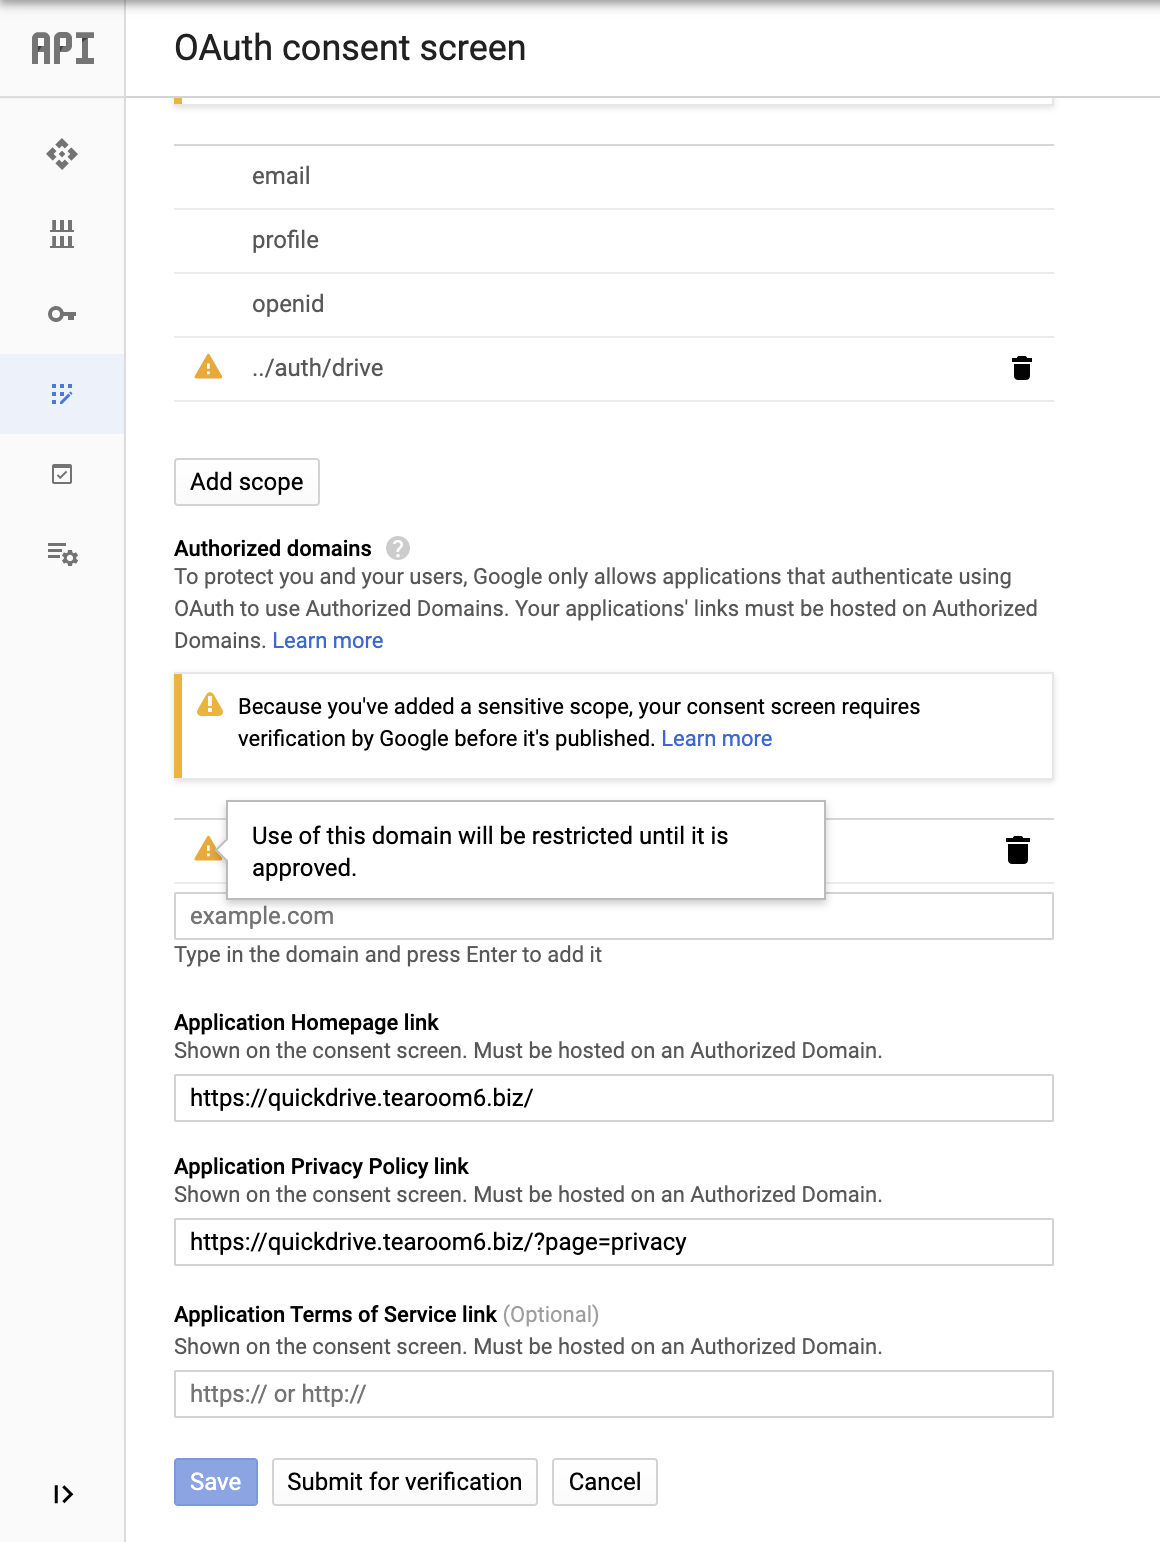 API
OAuth consent screen
email
profile
openid
../auth/drive
Add scope
Authorized domains ?
To protect you and your users, Google only allows applications that authenticate using
OAuth to use Authorized Domains. Your applications' links must be hosted on Authorized
Domains. Learn more
Because you've added a sensitive scope, your consent screen requires
verification by Google before it's published. Learn more
Use of this domain will be restricted until it is
approved.
example.com
Type in the domain and press Enter to add it
Application Homepage link
Shown on the consent screen. Must be hosted on an Authorized Domain.
https://quickdrive.tearoom6.biz/
Application Privacy Policy link
Shown on the consent screen. Must be hosted on an Authorized Domain.
https://quickdrive.tearoom6.biz/?page=privacy
Application Terms of Service link (Optional)
Shown on the consent screen. Must be hosted on an Authorized Domain.
https:// or http://
Save
Submit for verification
Cancel